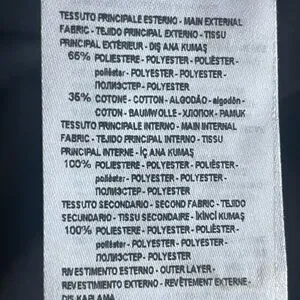 TESSUTO PRINCIPALE ESTERNO - MAIN EXTERNAL
FABRIC - TEJIDO PRINCIPAL EXTERNO - TISSU
PRINCIPAL EXTÉRIEUR - DIŞ ANA KUMAŞ
65% POLIESTERE - POLYESTER - POLIÉSTER -
poliéster - POLYESTER - POLYESTER -
ПОЛИЭСТЕР - POLYESTER
35% COTONE - COTTON - ALGODÃO - algodón -
COTON - BAUMWOLLE - ХЛОПОК - PAMUK
TESSUTO PRINCIPALE INTERNO - MAIN INTERNAL
FABRIC - TEJIDO PRINCIPAL INTERNO - TISSU
PRINCIPAL INTERNE - İÇ ANA KUMAŞ
100% POLIESTERE - POLYESTER - POLIÉSTER -
poliéster - POLYESTER - POLYESTER -
ПОЛИЭСТЕР - POLYESTER
TESSUTO SECONDARIO - SECOND FABRIC - TEJIDO
SECUNDARIO - TISSU SECONDAIRE - İKİNCİ KUMAŞ
100% POLIESTERE - POLYESTER - POLIÉSTER -
poliéster - POLYESTER - POLYESTER -
ПОЛИЭСТЕР - POLYESTER
RIVESTIMENTO ESTERNO - OUTER LAYER -
REVESTIMIENTO EXTERNO - REVÊTEMENT EXTERNE -
DIŞ KAPLAMA